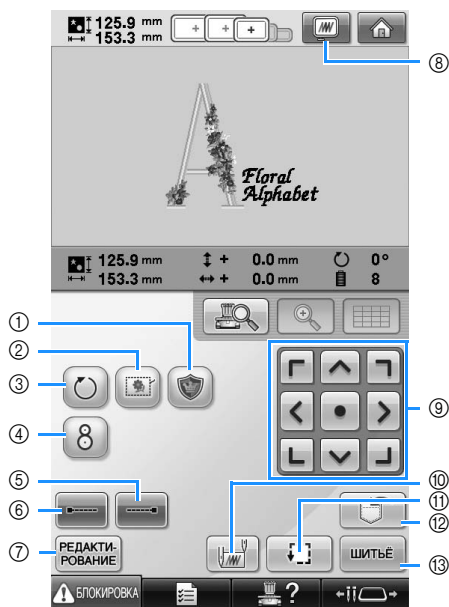 125.9 mm
153.3 mm
⑧
Floral
Alphabet
125.9 mm + 0.0 mm 0°
153.3 mm + 0.0 mm 8
①
②
③
④
⑤
⑥
⑦
⑨
⑩
⑪
⑫
⑬
РЕДАКТИ-
РОВАНИЕ
ШИТЬЁ
БЛОКИРОВКА
?